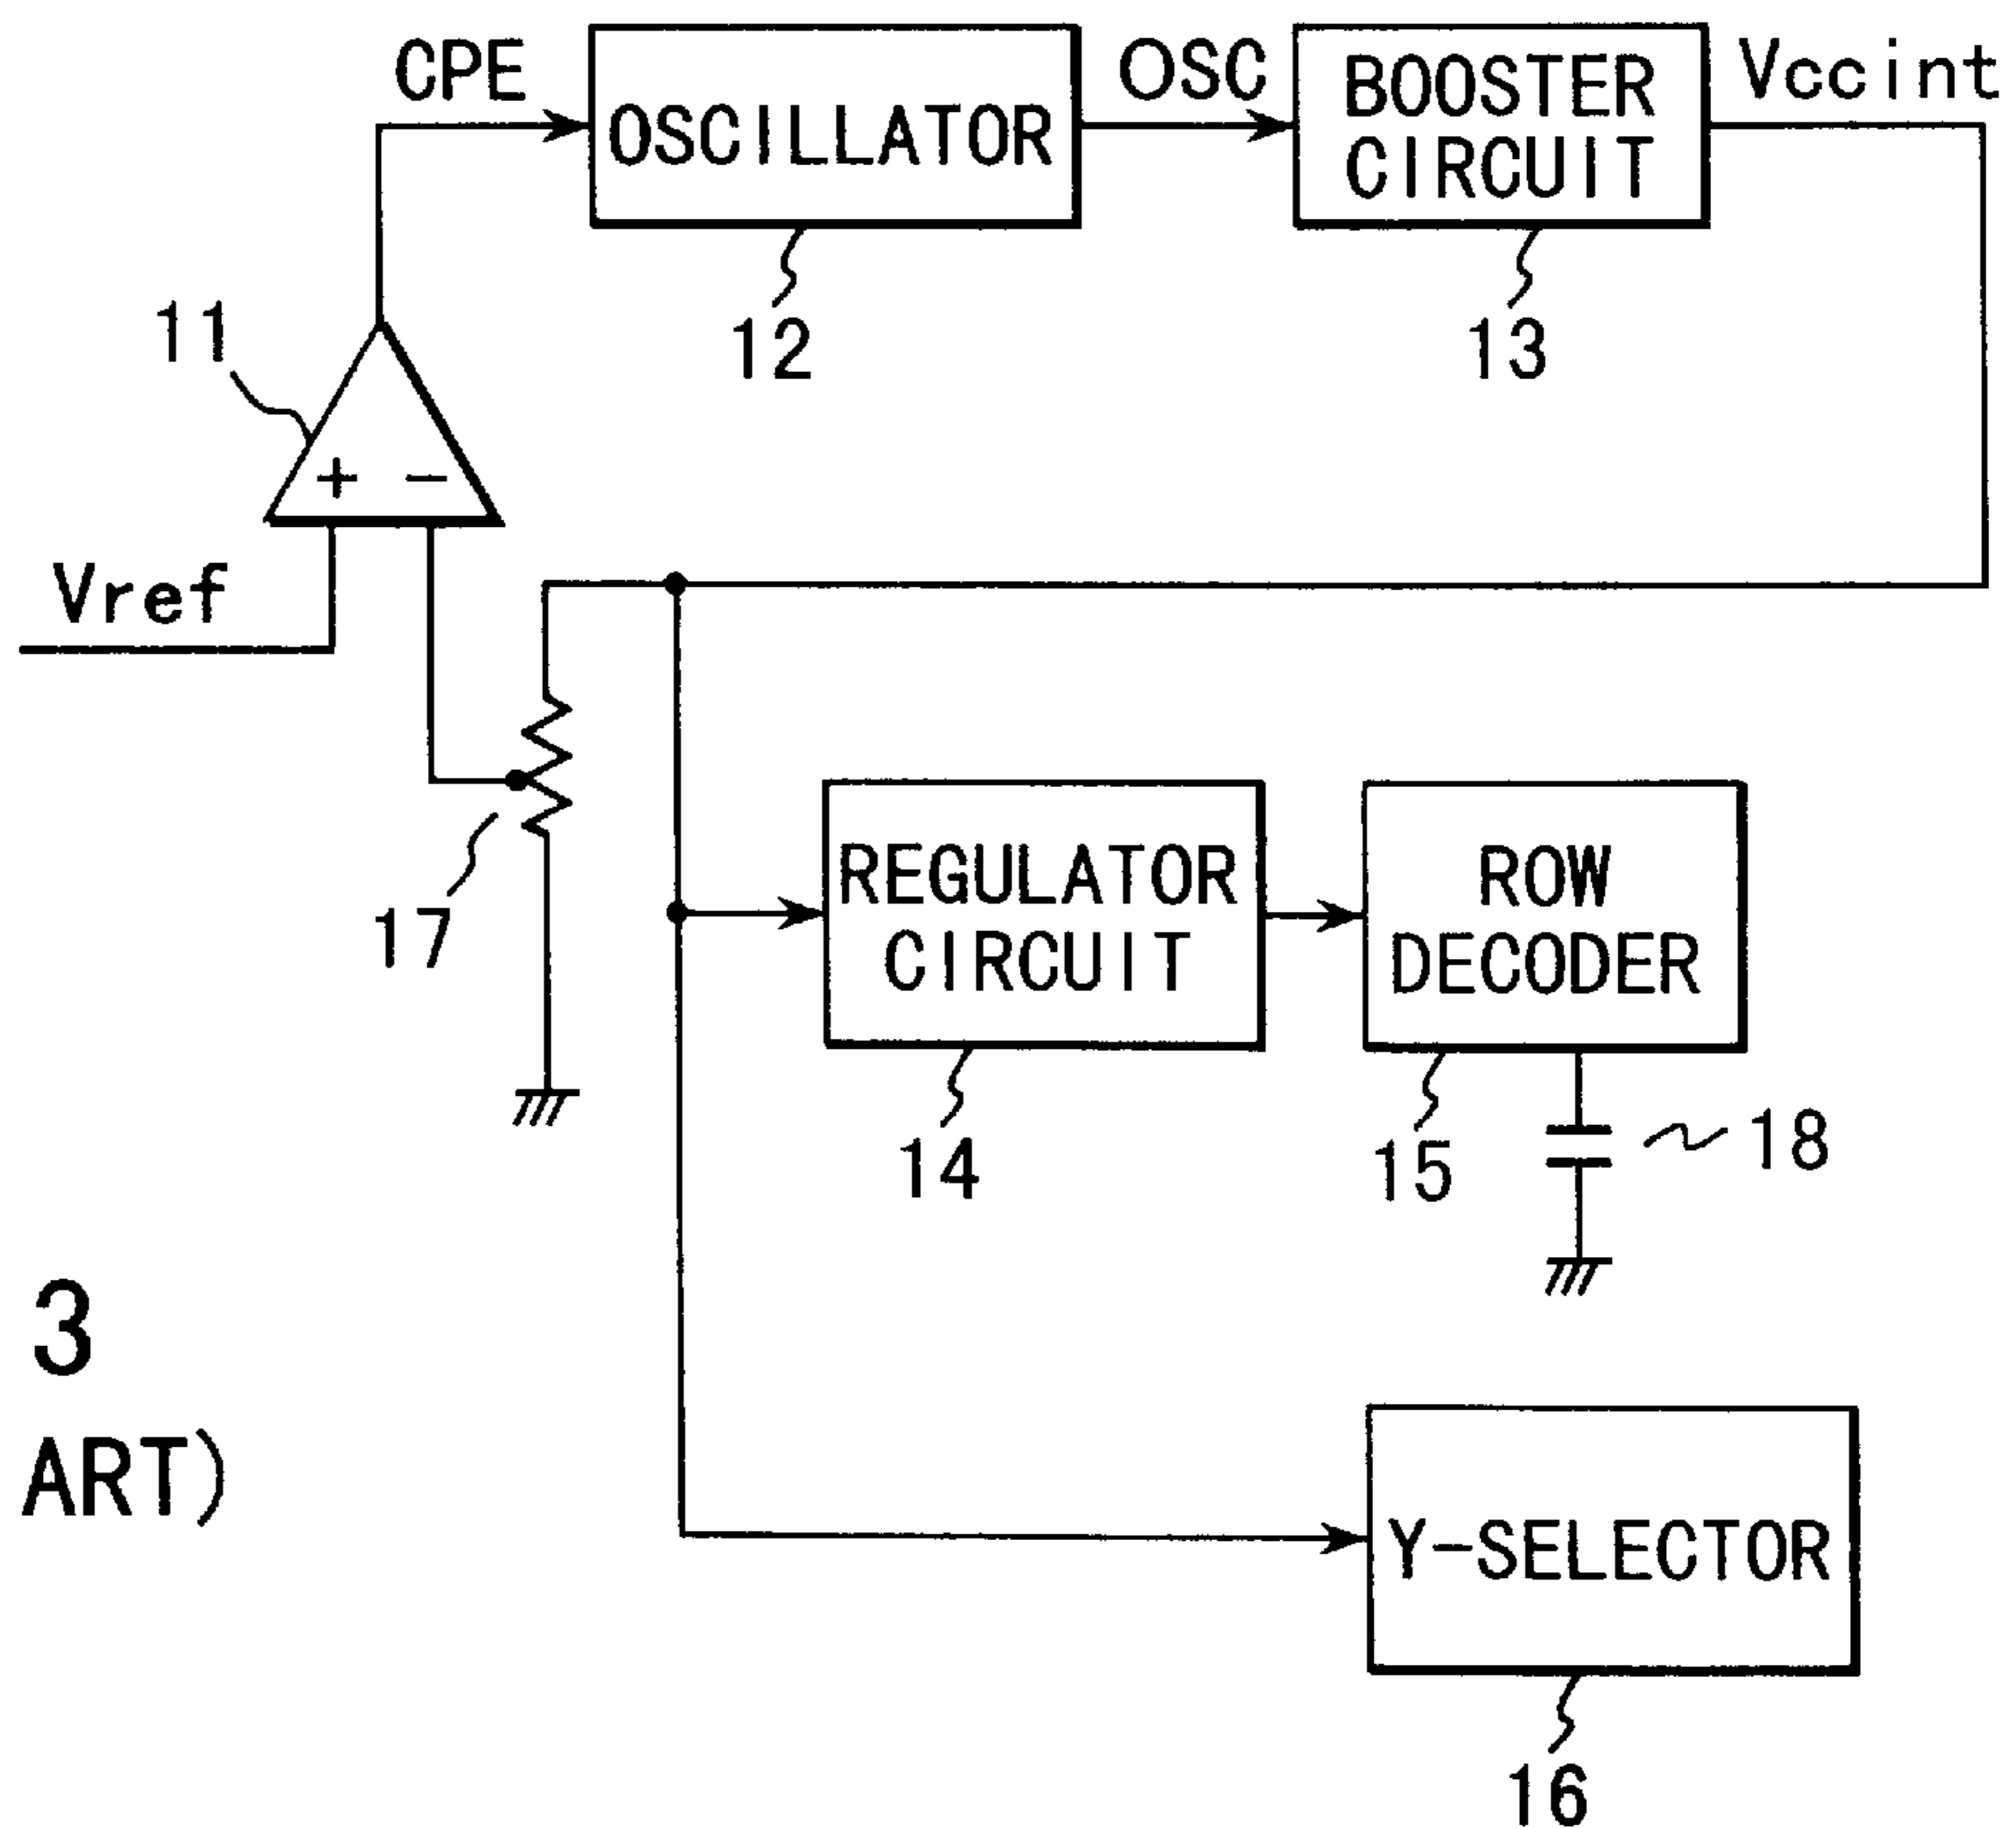 CPE
OSCILLATOR
OSC
BOOSTER
CIRCUIT
Vccint
11
12
13
+ −
Vref
17
REGULATOR
CIRCUIT
ROW
DECODER
14
15
18
3
ART)
Y-SELECTOR
16